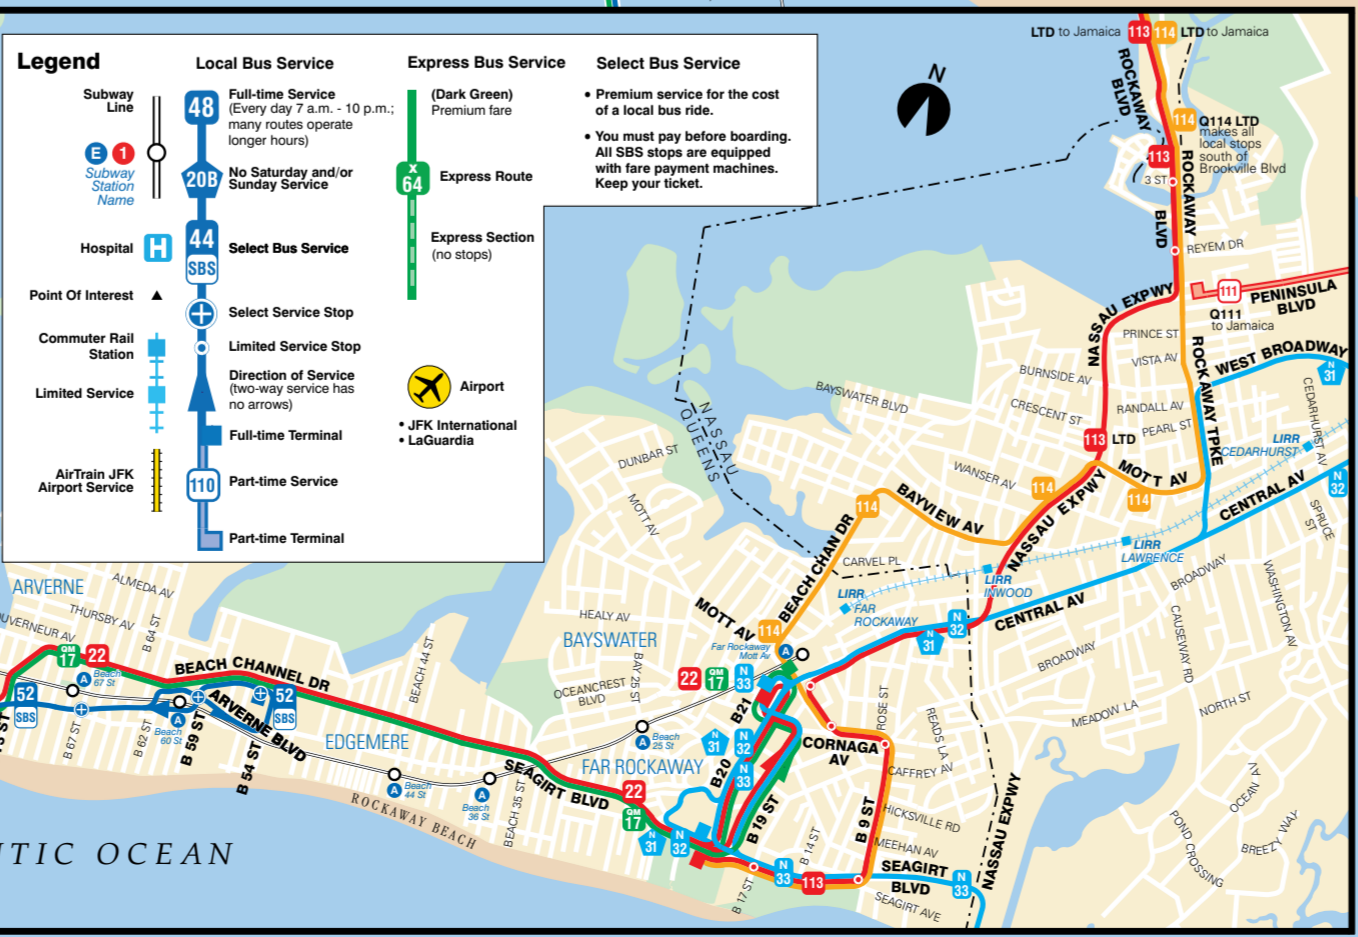 Legend
Subway
Line
E 1
Subway
Station
Name
Hospital H
Point Of Interest
Commuter Rail
Station
Limited Service
AirTrain JFK
Airport Service
Local Bus Service
48
Full-time Service
(Every day 7 a.m. - 10 p.m.;
many routes operate
longer hours)
20B
No Saturday and/or
Sunday Service
44
SBS
Select Bus Service
Select Service Stop
Limited Service Stop
Direction of Service
(two-way service has
no arrows)
Full-time Terminal
110
Part-time Service
Part-time Terminal
Express Bus Service
(Dark Green)
Premium fare
X
64
Express Route
Express Section
(no stops)
Airport
• JFK International
• LaGuardia
Select Bus Service
• Premium service for the cost
of a local bus ride.
• You must pay before boarding.
All SBS stops are equipped
with fare payment machines.
Keep your ticket.
N
LTD to Jamaica 113 114 LTD to Jamaica
ROCKAWAY
BLVD
114
Q114 LTD
makes all
local stops
south of
Brookville Blvd
113
3 ST
ROCKAWAY
BLVD
REYEM DR
111
PENINSULA
BLVD
Q111
to Jamaica
NASSAU EXPWY
PRINCE ST
VISTA AV
WEST BROADWAY
N
31
ROCKAWAY TPKE
BURNSIDE AV
BAYSWATER BLVD
CRESCENT ST
RANDALL AV
PEARL ST
CEDARHURST AV
LIRR
CEDARHURST
113 LTD
NASSAU
QUEENS
DUNBAR ST
WANSER AV
114
MOTT AV
114
CENTRAL AV
N
32
SPRUCE
ST
MOTT AV
114
BAYVIEW AV
NASSAU EXPWY
BEACH CHAN DR
CARVEL PL
LIRR
LAWRENCE
BROADWAY
WASHINGTON AV
LIRR
INWOOD
LIRR
FAR
ROCKAWAY
CENTRAL AV
N
32
N
31
CAUSEWAY RD
BROADWAY
MEADOW LA
NORTH ST
ARVERNE
ALMEDA AV
THURSBY AV
B 64 ST
HEALY AV
BAYSWATER
MOTT AV
114
Far Rockaway
Mott Av
A
22
QM
17
N
33
BAY 25 ST
OCEANCREST
BLVD
BEACH 44 ST
QM
17
22
A
Beach
67 St
BEACH CHANNEL DR
52
SBS
52
SBS
ARVERNE BLVD
A
Beach
60 St
B 67 ST
B 62 ST
B 59 ST
B 54 ST
EDGEMERE
A
Beach
25 St
FAR ROCKAWAY
A
Beach
44 St
A
Beach
36 St
BEACH 35 ST
SEAGIRT BLVD
ROCKAWAY BEACH
TIC OCEAN
B21
N
31
N
32
N
33
B20
B 19 ST
CORNAGA
AV
ROSE ST
READS LA
CAFFREY AV
HICKSVILLE RD
MEEHAN AV
B 9 ST
B 14 ST
22
QM
17
N
31
N
32
B 17 ST
N
33
113
SEAGIRT
BLVD
N
33
SEAGIRT AVE
NASSAU EXPWY
OCEAN AV
BREEZY WAY
POND CROSSING